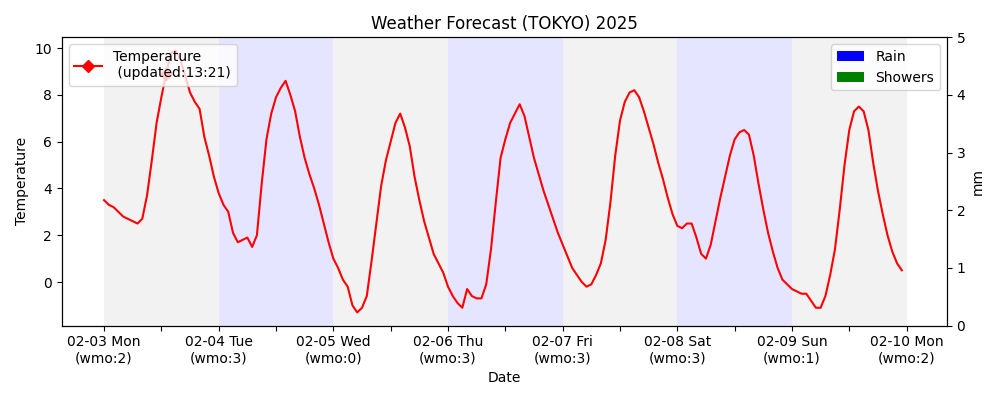 Weather Forecast (TOKYO) 2025
Temperature
(updated:13:21)
Rain
Showers
10
8
6
4
2
0
Temperature
5
4
3
2
1
0
mm
02-03 Mon
(wmo:2)
02-04 Tue
(wmo:3)
02-05 Wed
(wmo:0)
02-06 Thu
(wmo:3)
02-07 Fri
(wmo:3)
02-08 Sat
(wmo:3)
02-09 Sun
(wmo:1)
02-10 Mon
(wmo:2)
Date